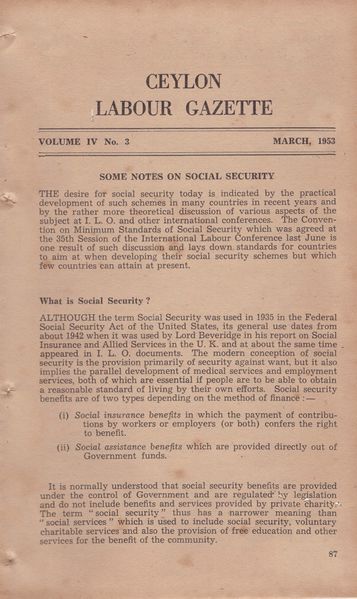 CEYLON
LABOUR GAZETTE
VOLUME IV No. 3 MARCH, 1953
SOME NOTES ON SOCIAL SECURITY
THE desire for social security today is indicated by the practical
development of such schemes in many countries in recent years and
by the rather more theoretical discussion of various aspects of the
subject at I. L. O. and other international conferences. The Conven-
tion on Minimum Standards of Social Security which was agreed at
the 35th Session of the International Labour Conference last June is
one result of such discussion and lays down standards for countries
to aim at when developing their social security schemes but which
few countries can attain at present.
What is Social Security ?
ALTHOUGH the term Social Security was used in 1935 in the Federal
Social Security Act of the United States, its general use dates from
about 1942 when it was used by Lord Beveridge in his report on Social
Insurance and Allied Services in the U. K. and at about the same time
appeared in I. L. O. documents. The modern conception of social
security is the provision primarily of security against want, but it also
implies the parallel development of medical services and employment
services, both of which are essential if people are to be able to obtain
a reasonable standard of living by their own efforts. Social security
benefits are of two types depending on the method of finance :—
(i) Social insurance benefits in which the payment of contribu-
tions by workers or employers (or both) confers the right
to benefit.
(ii) Social assistance benefits which are provided directly out of
Government funds.
It is normally understood that social security benefits are provided
under the control of Government and are regulated by legislation
and do not include benefits and services provided by private charity.
The term " social security " thus has a narrower meaning than
" social services " which is used to include social security, voluntary
charitable services and also the provision of free education and other
services for the benefit of the community.
87